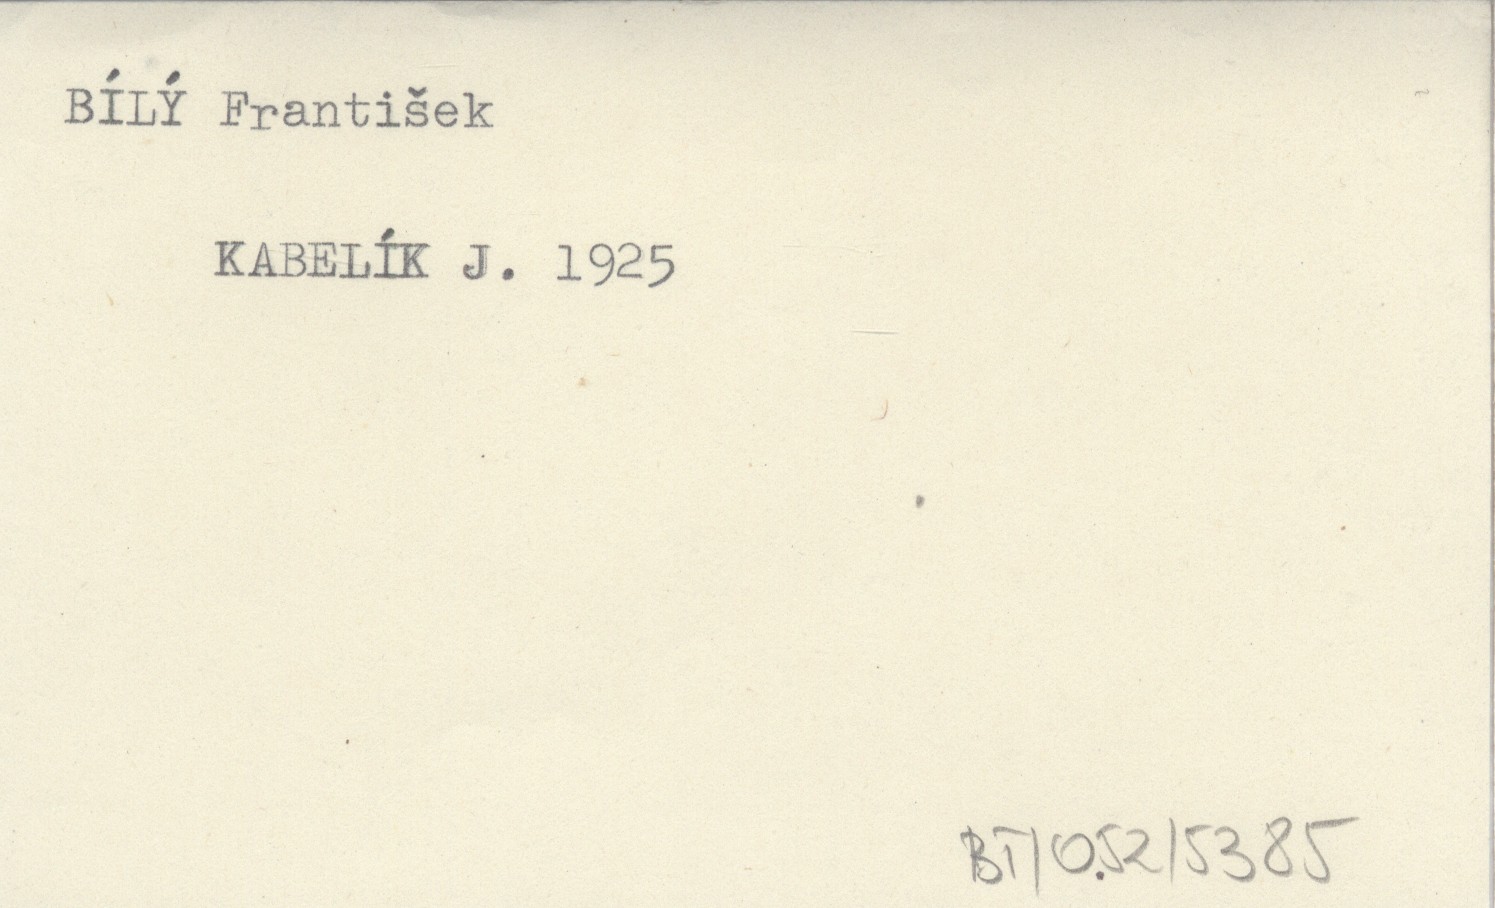 BÍLÝ František
KABELÍK J. 1925
BT/0.52/5385